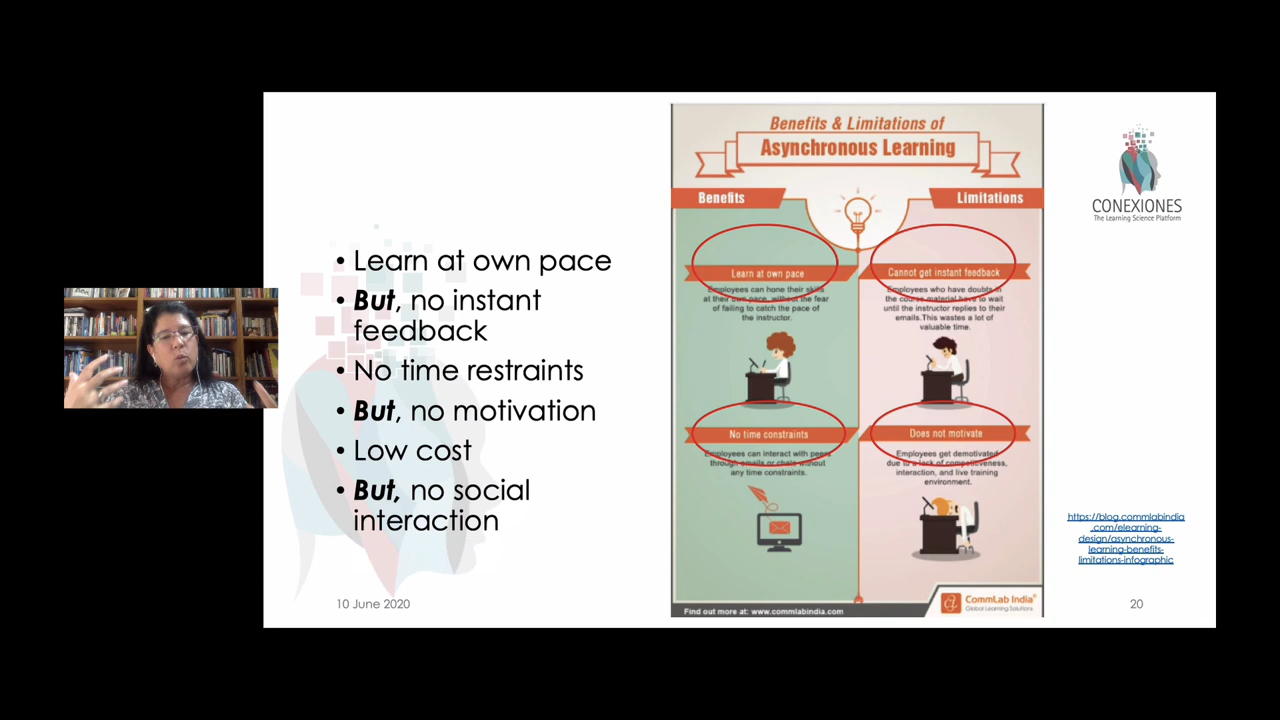 • Learn at own pace
• But, no instant
feedback
• No time restraints
• But, no motivation
• Low cost
• But, no social
interaction
10 June 2020
Benefits & Limitations of
Asynchronous Learning
Benefits
Limitations
Learn at own pace
Employees can hone their skills
at their own pace, without the fear
of failing to catch the pace of
the instructor.
Cannot get instant feedback
Employees who have doubts in
the course material have to wait
until the instructor replies to their
emails.This wastes a lot of
valuable time.
No time constraints
Employees can interact with peers
through emails or chats without
any time constraints.
Does not motivate
Employees get demotivated
due to a lack of competiveness,
interaction, and live training
environment.
Find out more at: www.commlabindia.com
CommLab India®
Global Learning Solutions
CONEXIONES
The Learning Science Platform
https://blog.commlabindia
.com/elearning-
design/asynchronous-
learning-benefits-
limitations-infographic
20